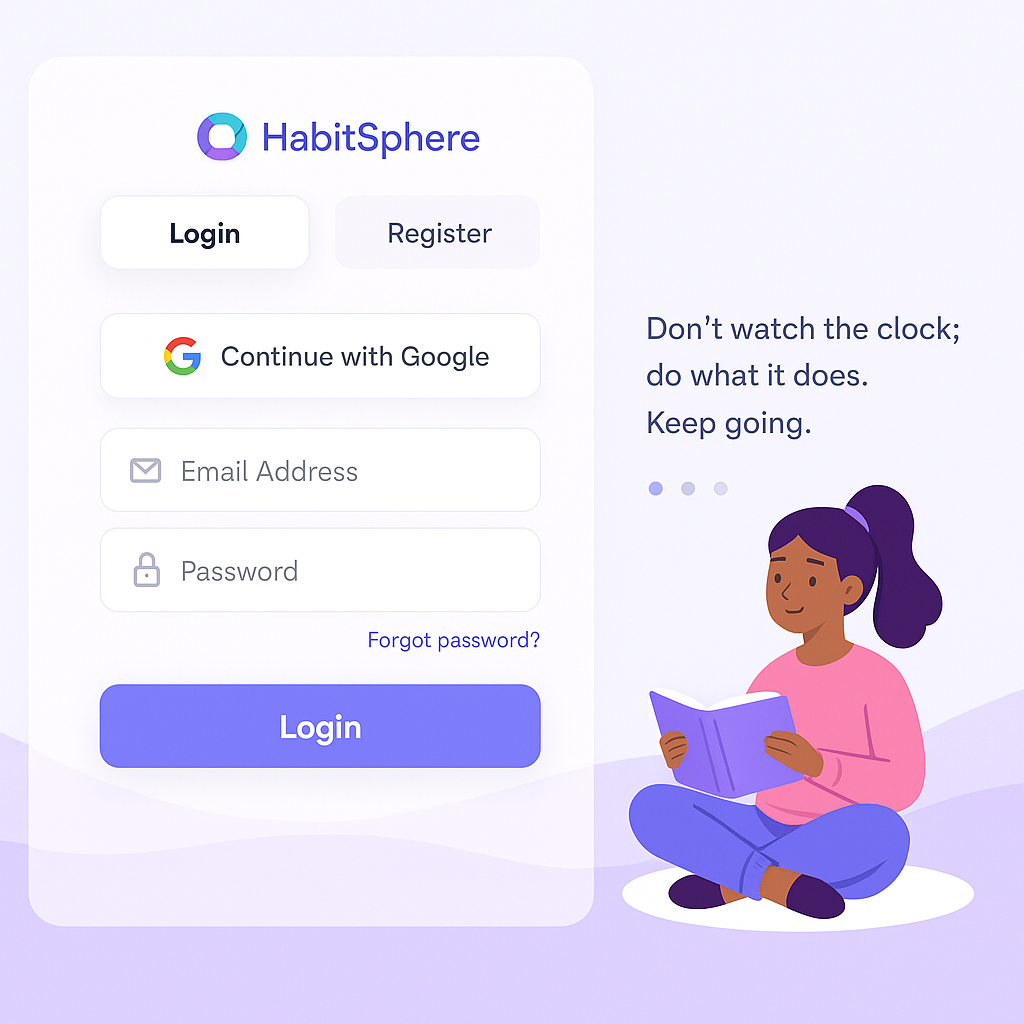 HabitSphere
Login
Register
Continue with Google
Email Address
Password
Forgot password?
Login
Don’t watch the clock;
do what it does.
Keep going.